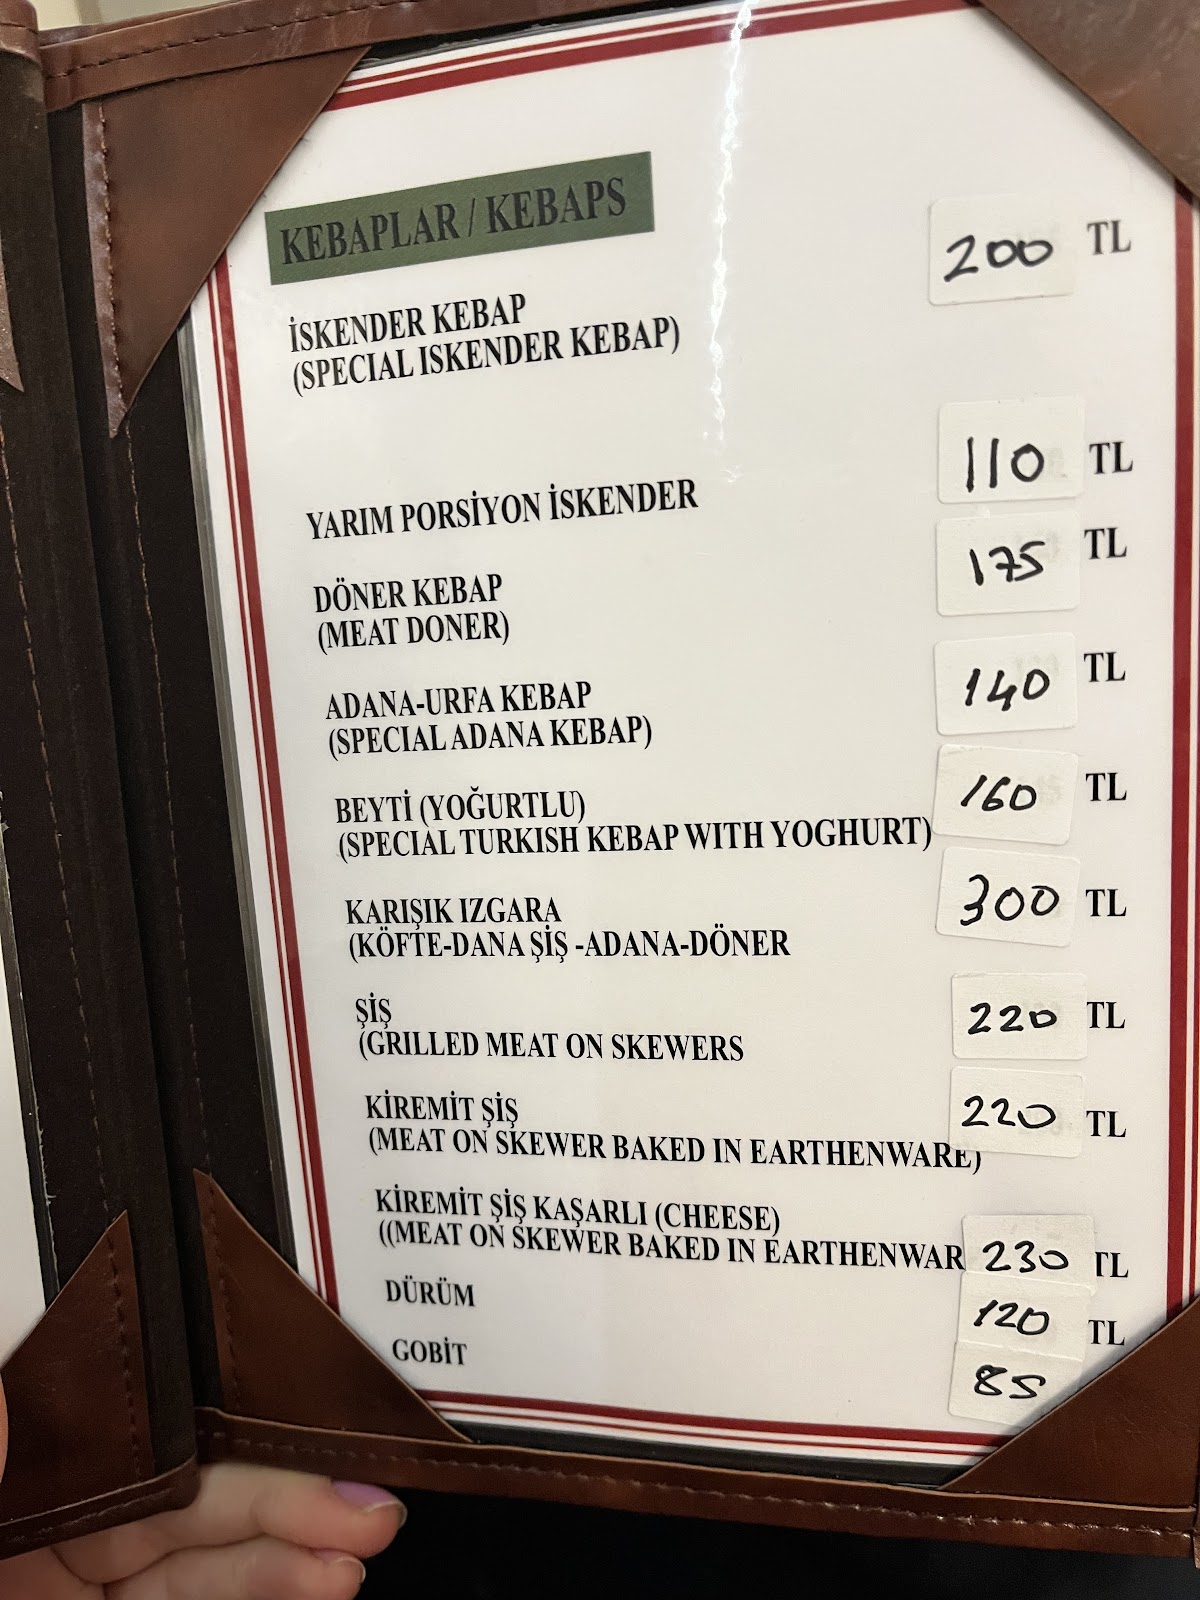 KEBAPLAR / KEBAPS
200 TL
İSKENDER KEBAP
(SPECIAL ISKENDER KEBAP)
110 TL
YARIM PORSİYON İSKENDER
175 TL
DÖNER KEBAP
(MEAT DONER)
140 TL
ADANA-URFA KEBAP
(SPECIAL ADANA KEBAP)
160 TL
BEYTİ (YOĞURTLU)
(SPECIAL TURKISH KEBAP WITH YOGHURT)
300 TL
KARIŞIK IZGARA
(KÖFTE-DANA ŞİŞ -ADANA-DÖNER
220 TL
ŞİŞ
(GRILLED MEAT ON SKEWERS
220 TL
KİREMİT ŞİŞ
(MEAT ON SKEWER BAKED IN EARTHENWARE)
KİREMİT ŞİŞ KAŞARLI (CHEESE)
((MEAT ON SKEWER BAKED IN EARTHENWAR 230 TL
DÜRÜM 120 TL
GOBİT 85